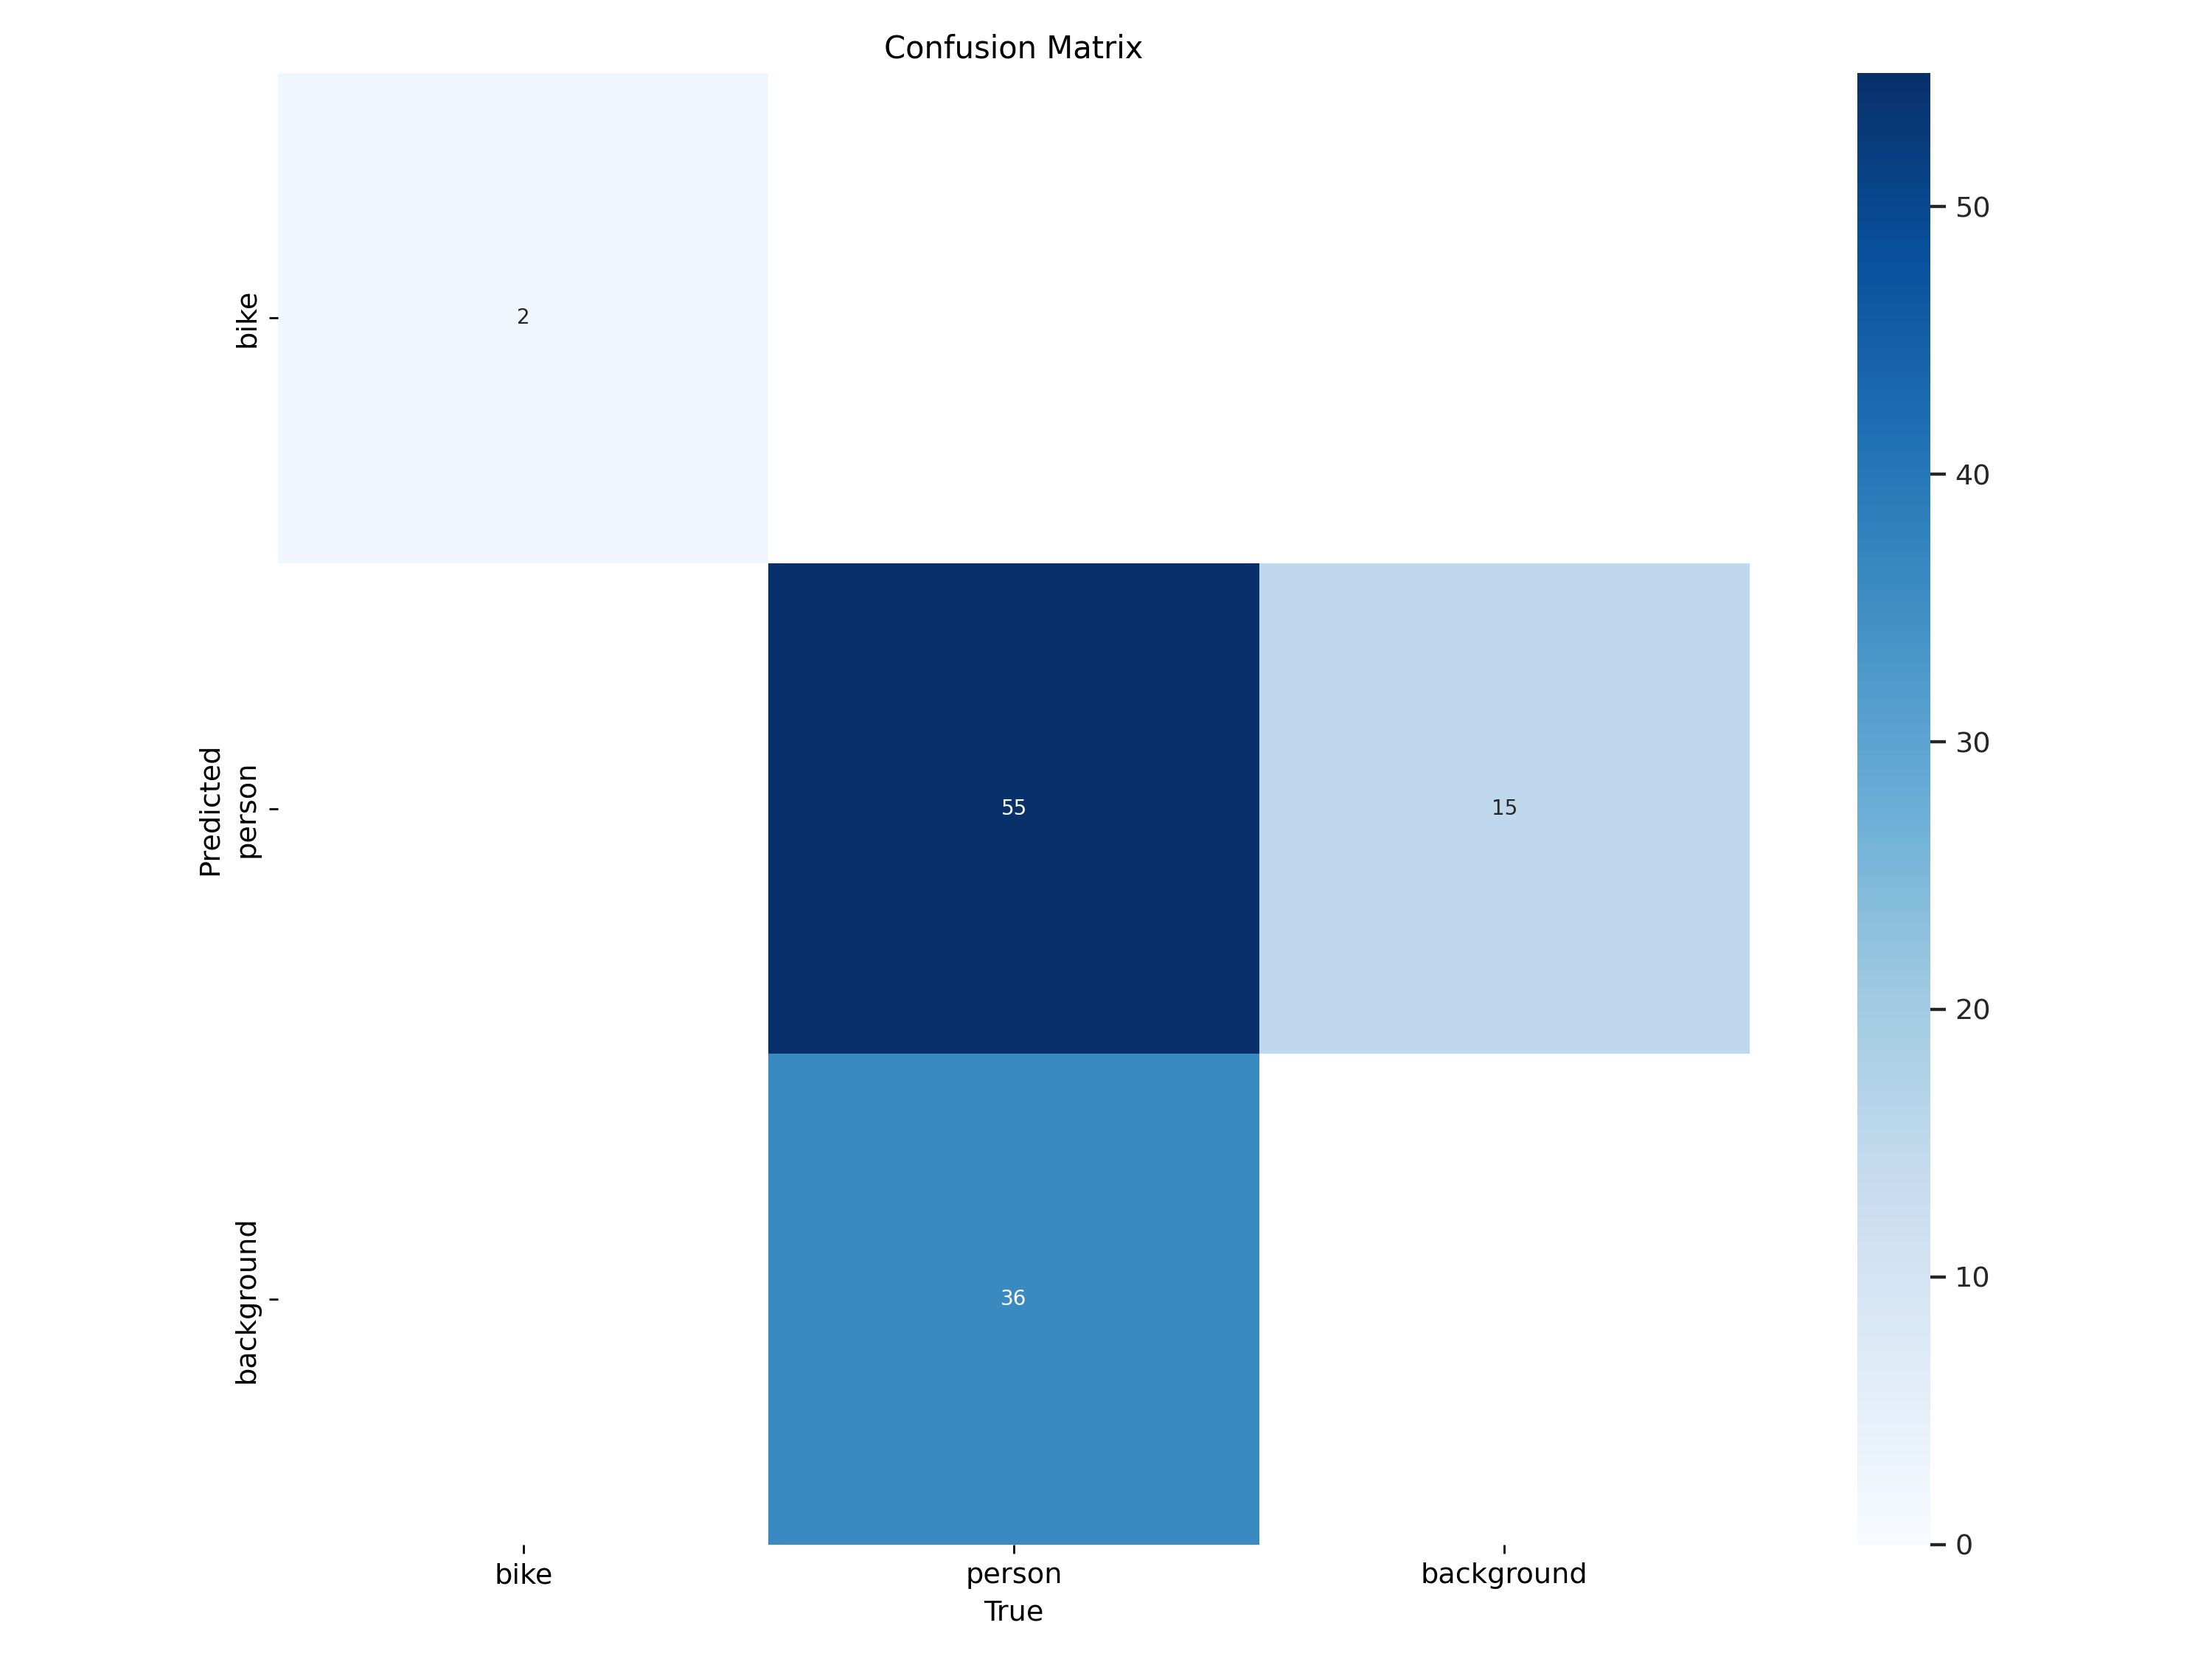 Confusion Matrix
bike
person
background
Predicted
2
55
15
36
bike
person
background
True
50
40
30
20
10
0